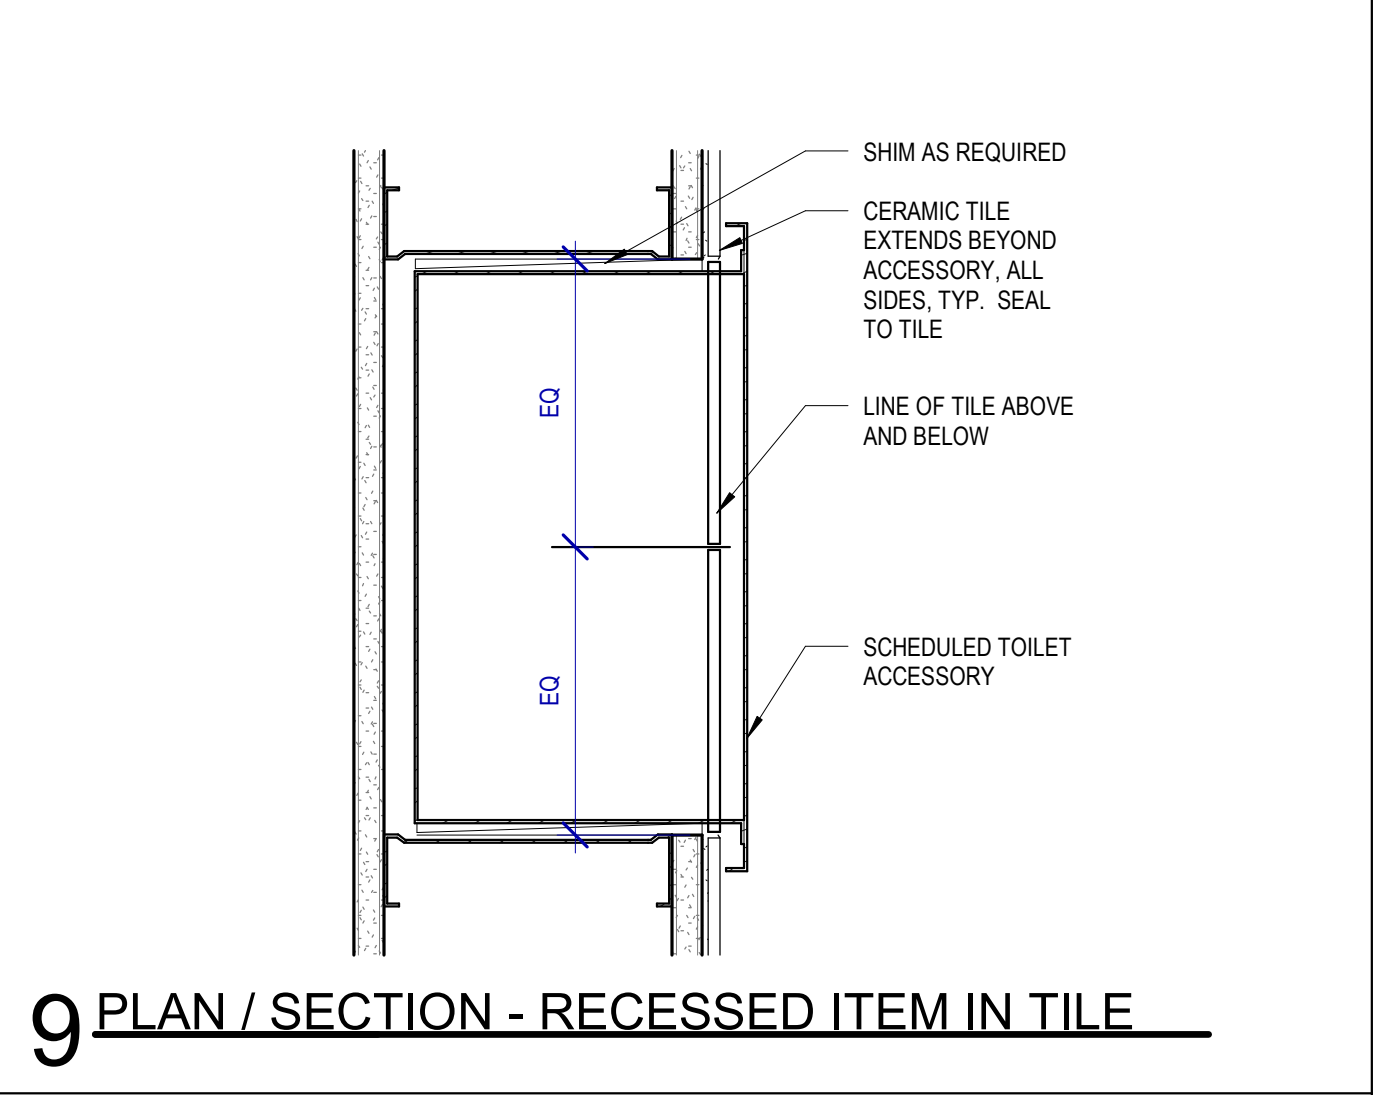 SHIM AS REQUIRED
CERAMIC TILE
EXTENDS BEYOND
ACCESSORY, ALL
SIDES, TYP.  SEAL
TO TILE
EQ
LINE OF TILE ABOVE
AND BELOW
EQ
SCHEDULED TOILET
ACCESSORY
9 PLAN / SECTION - RECESSED ITEM IN TILE